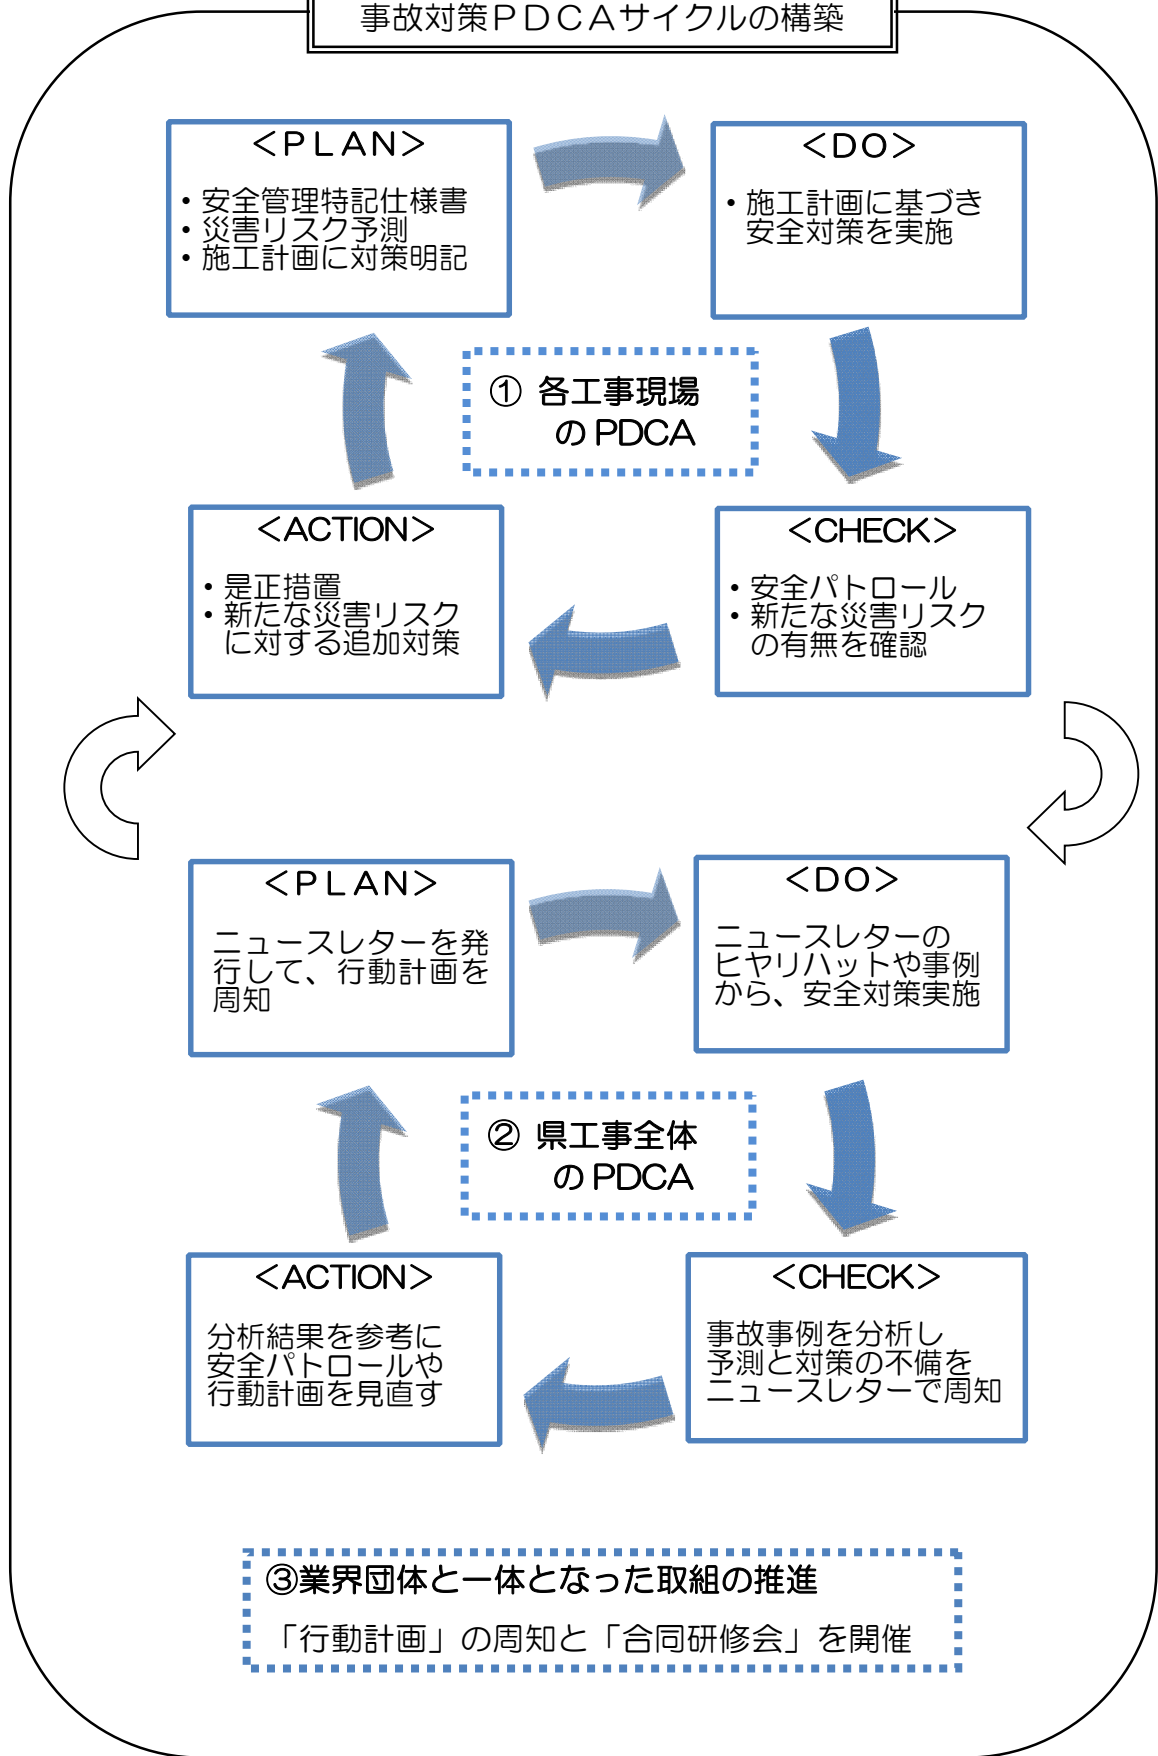 事故対策ＰＤＣＡサイクルの構築
＜ＰＬＡＮ＞
・安全管理特記仕様書
・災害リスク予測
・施工計画に対策明記
＜ＤＯ＞
・施工計画に基づき
安全対策を実施
① 各工事現場
のPDCA
＜ACTION＞
・是正措置
・新たな災害リスク
に対する追加対策
＜CHECK＞
・安全パトロール
・新たな災害リスク
の有無を確認
＜ＰＬＡＮ＞
ニュースレターを発
行して、行動計画を
周知
＜ＤＯ＞
ニュースレターの
ヒヤリハットや事例
から、安全対策実施
② 県工事全体
のPDCA
＜ACTION＞
分析結果を参考に
安全パトロールや
行動計画を見直す
＜CHECK＞
事故事例を分析し
予測と対策の不備を
ニュースレターで周知
③業界団体と一体となった取組の推進
「行動計画」の周知と「合同研修会」を開催